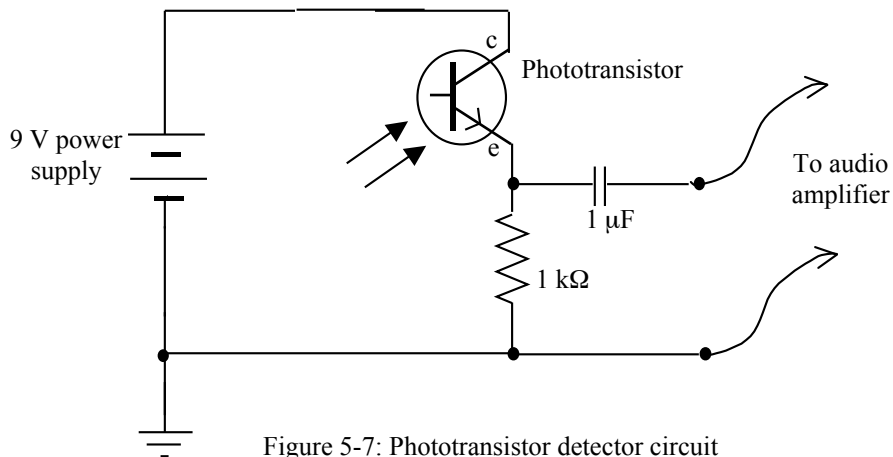 c
Phototransistor
9 V power
supply
e
To audio
amplifier
1 μF
1 kΩ
Figure 5-7: Phototransistor detector circuit